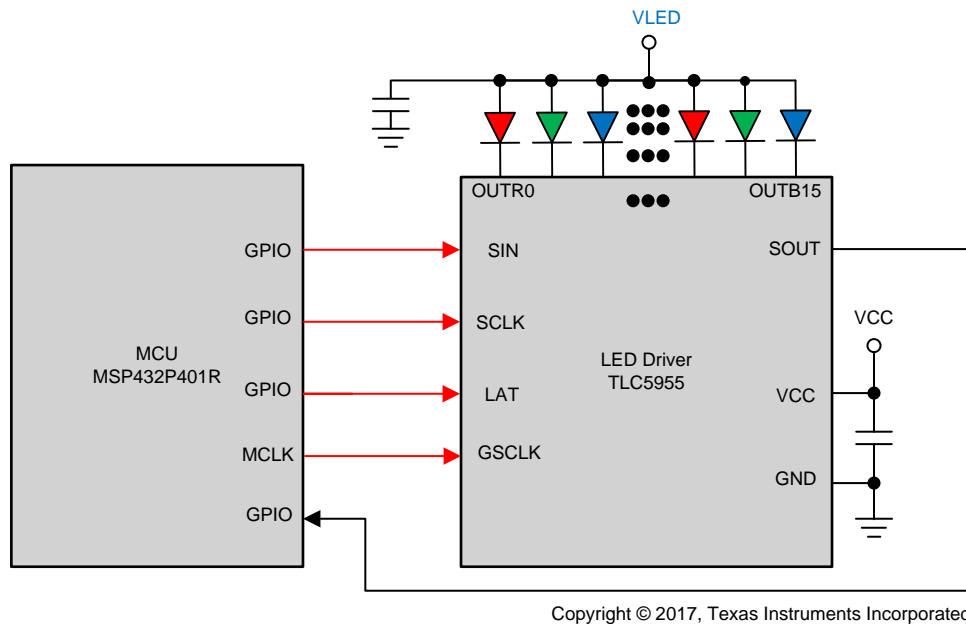 VLED
OUTR0
OUTB15
GPIO
SIN
SOUT
GPIO
SCLK
VCC
MCU
MSP432P401R
LED Driver
TLC5955
GPIO
LAT
VCC
MCLK
GSCLK
GND
GPIO
Copyright © 2017, Texas Instruments Incorporated